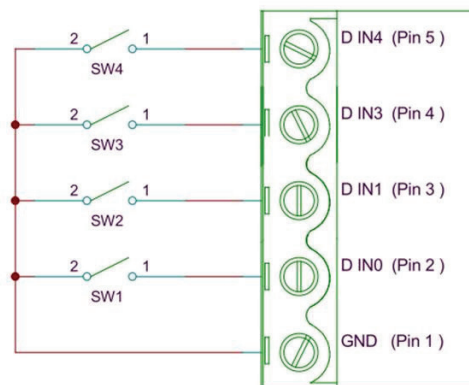 2 1 D IN4 (Pin 5 )
SW4
2 1 D IN3 (Pin 4 )
SW3
2 1 D IN1 (Pin 3 )
SW2
2 1 D IN0 (Pin 2 )
SW1
GND (Pin 1 )